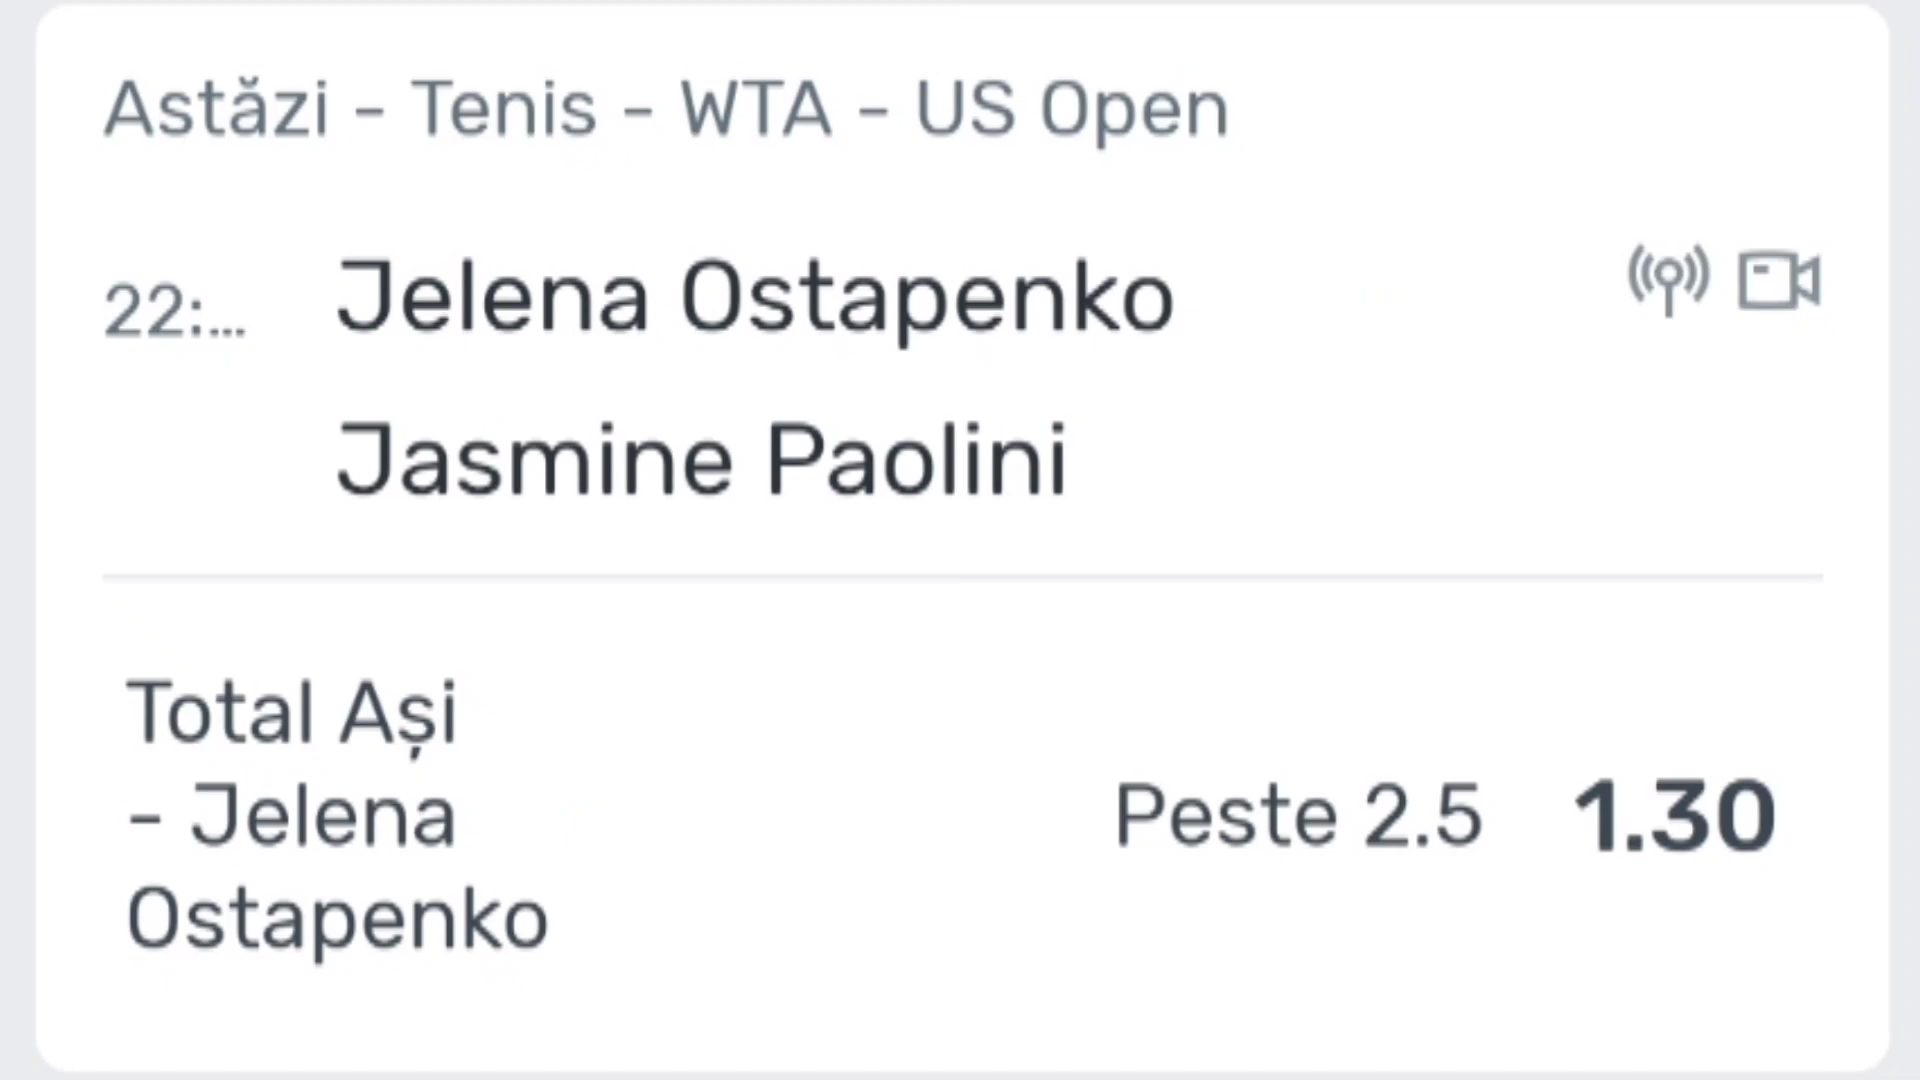 Astăzi - Tenis - WTA - US Open
22:... Jelena Ostapenko
Jasmine Paolini
Total Ași
- Jelena
Ostapenko
Peste 2.5 1.30